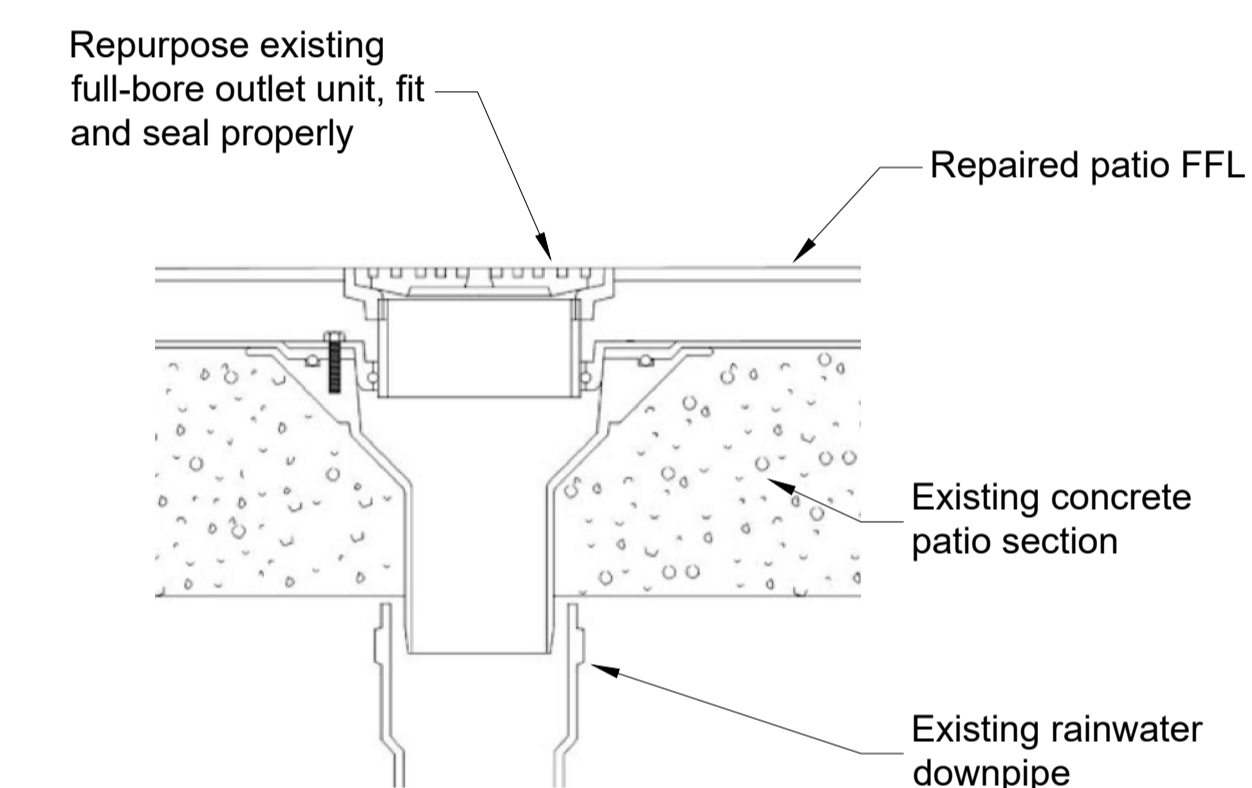 Repurpose existing
full-bore outlet unit, fit
and seal properly
Repaired patio FFL
Existing concrete
patio section
Existing rainwater
downpipe